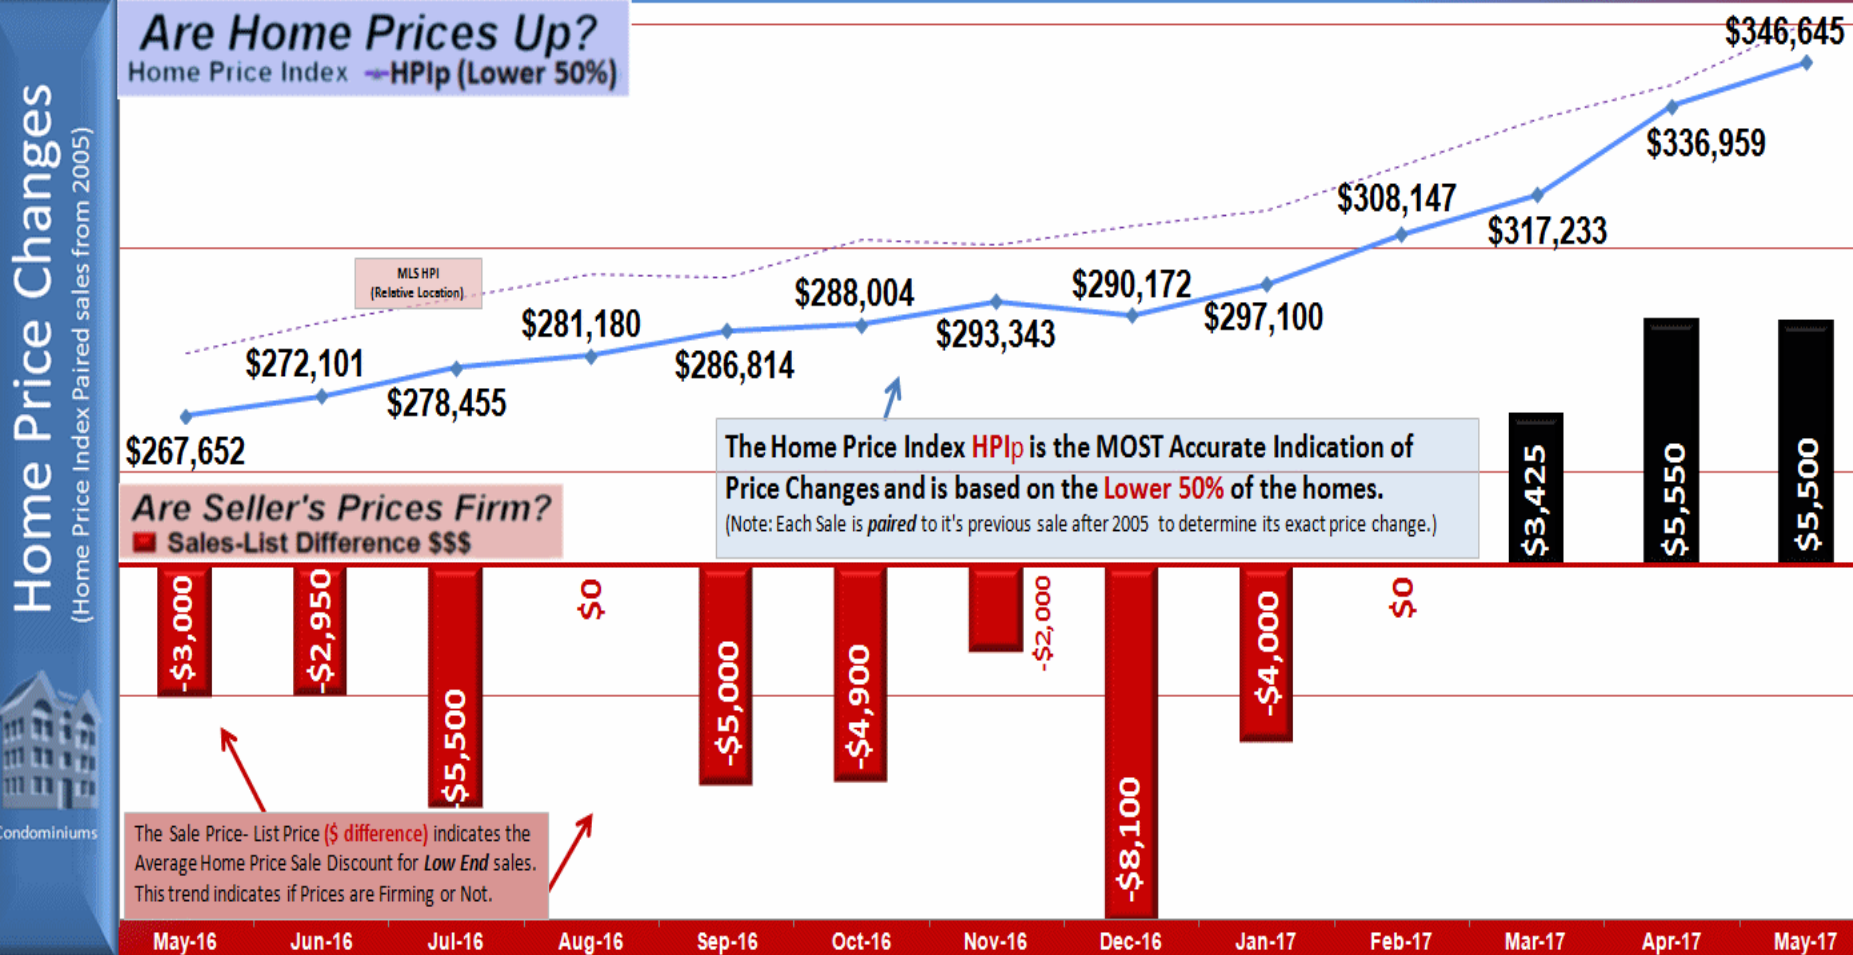 Home Price Changes
(Home Price Index Paired sales from 2005)
Condominiums
Are Home Prices Up?
Home Price Index HPIp (Lower 50%)
MLS HPI
(Relative Location)
$267,652
$272,101
$278,455
$281,180
$286,814
$288,004
$293,343
$290,172
$297,100
$308,147
$317,233
$336,959
$346,645
The Home Price Index HPIp is the MOST Accurate Indication of
Price Changes and is based on the Lower 50% of the homes.
(Note: Each Sale is paired to it's previous sale after 2005 to determine its exact price change.)
Are Seller's Prices Firm?
Sales-List Difference $$$
-$3,000
-$2,950
-$5,500
$0
-$5,000
-$4,900
-$2,000
-$8,100
-$4,000
$0
$3,425
$5,550
$5,500
The Sale Price- List Price ($ difference) indicates the
Average Home Price Sale Discount for Low End sales.
This trend indicates if Prices are Firming or Not.
May-16 Jun-16 Jul-16 Aug-16 Sep-16 Oct-16 Nov-16 Dec-16 Jan-17 Feb-17 Mar-17 Apr-17 May-17